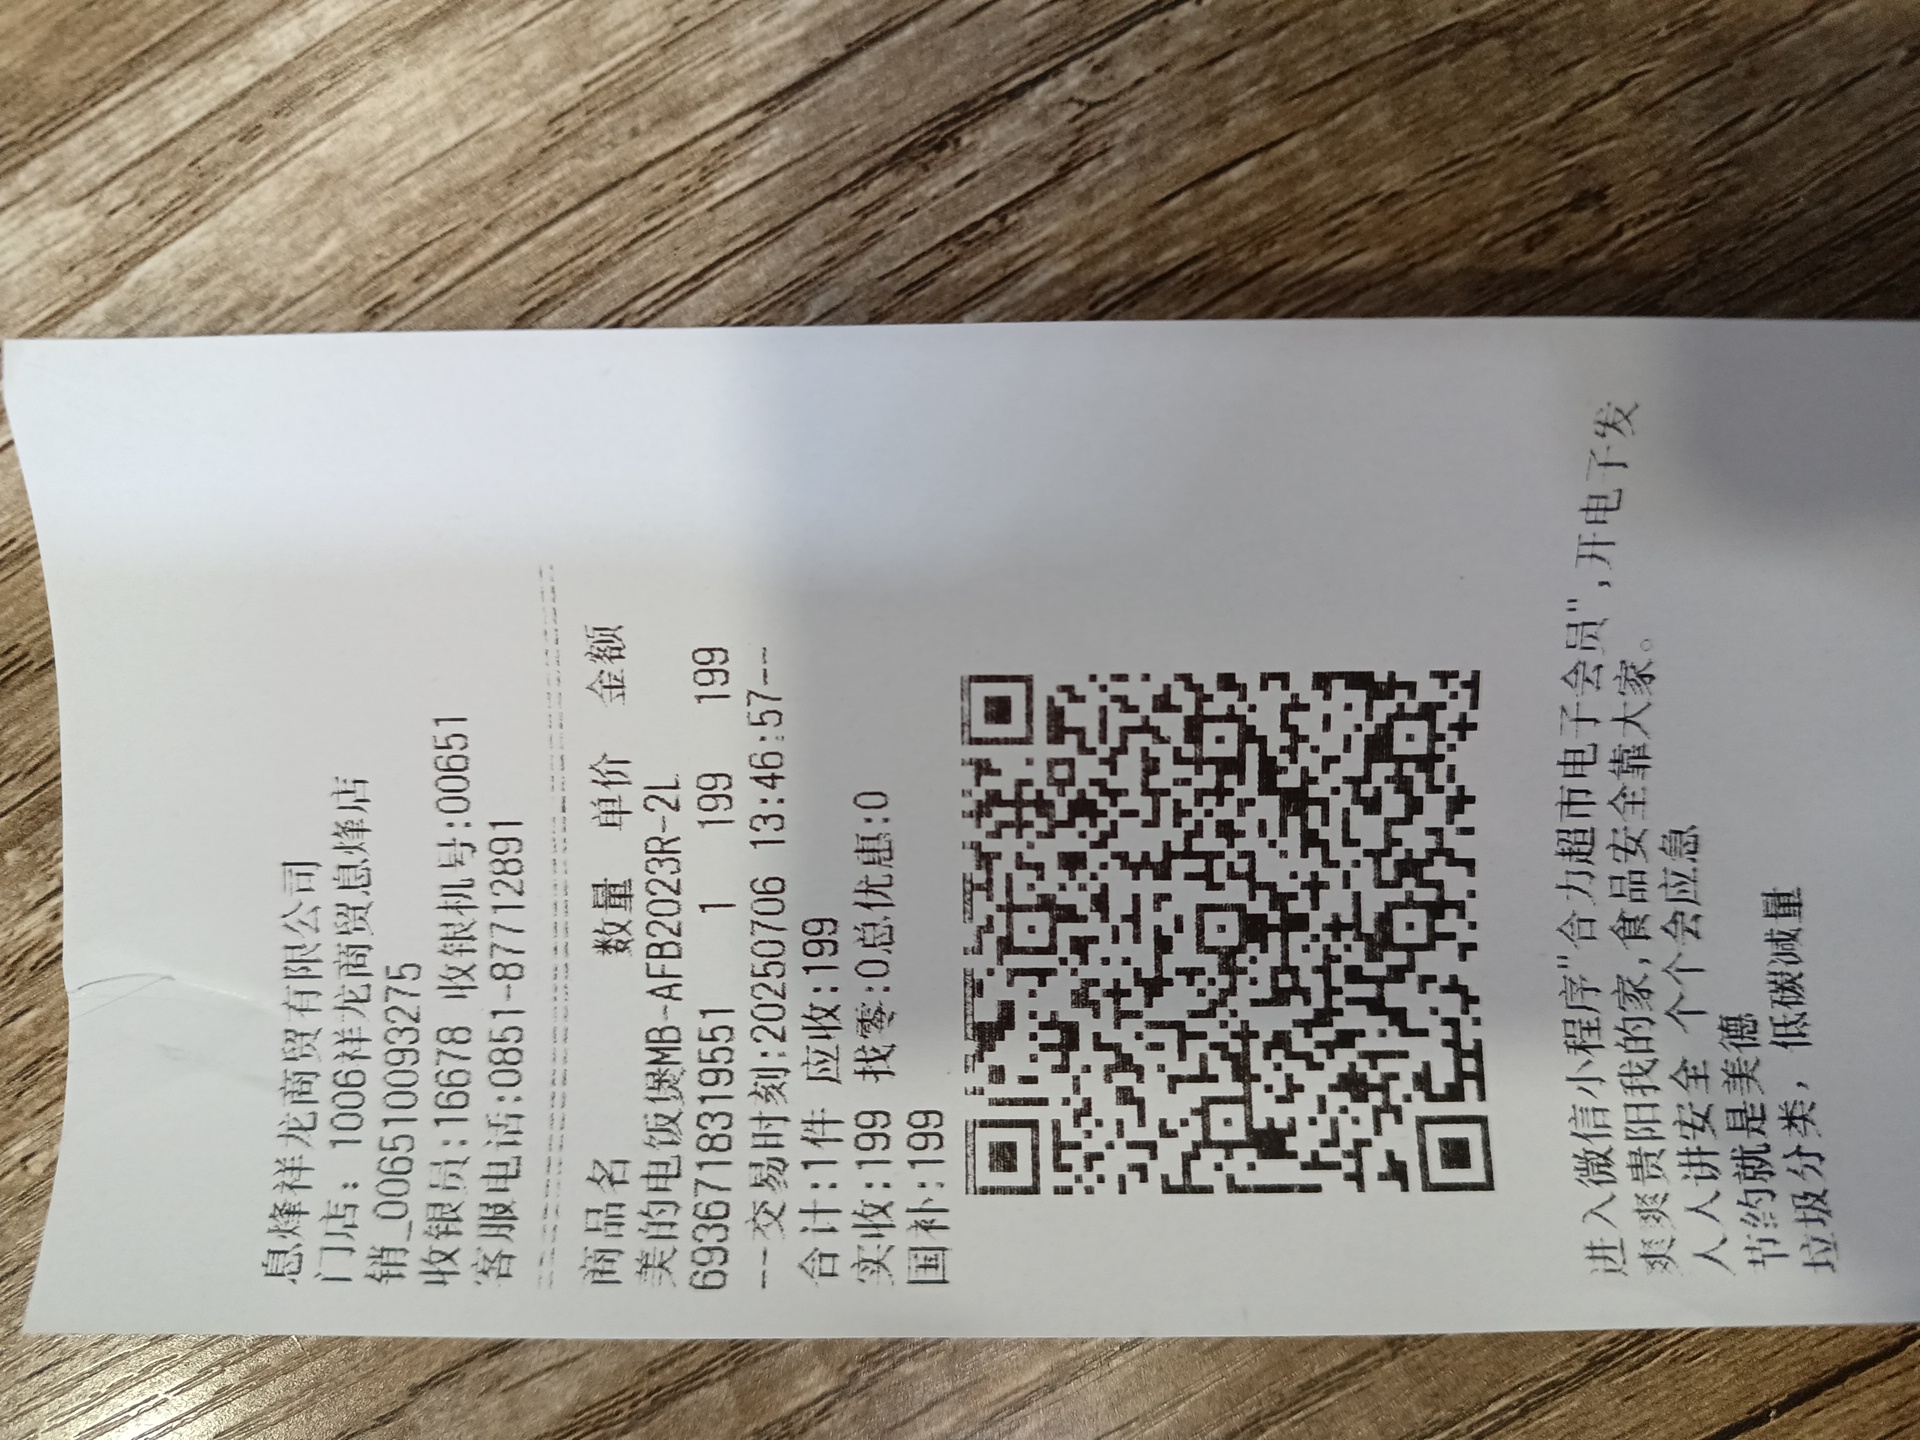 息烽祥龙商贸有限公司
门店: 1006祥龙商贸息烽店
销_006510093275
收银员:16678 收银机号:00651
客服电话:0851-87712891
商品名 数量 单价 金额
美的电饭煲MB-AFB2023R-2L
6936718319551 1 199 199
--交易时刻:20250706 13:46:57--
合计:1件 应收:199
实收:199 找零:0总优惠:0
国补:199
进入微信小程序"合力超市电子会员",开电子发
爽爽贵阳我的家,食品安全靠大家。
人人讲安全 个个会应急
节约就是美德
垃圾分类, 低碳减量